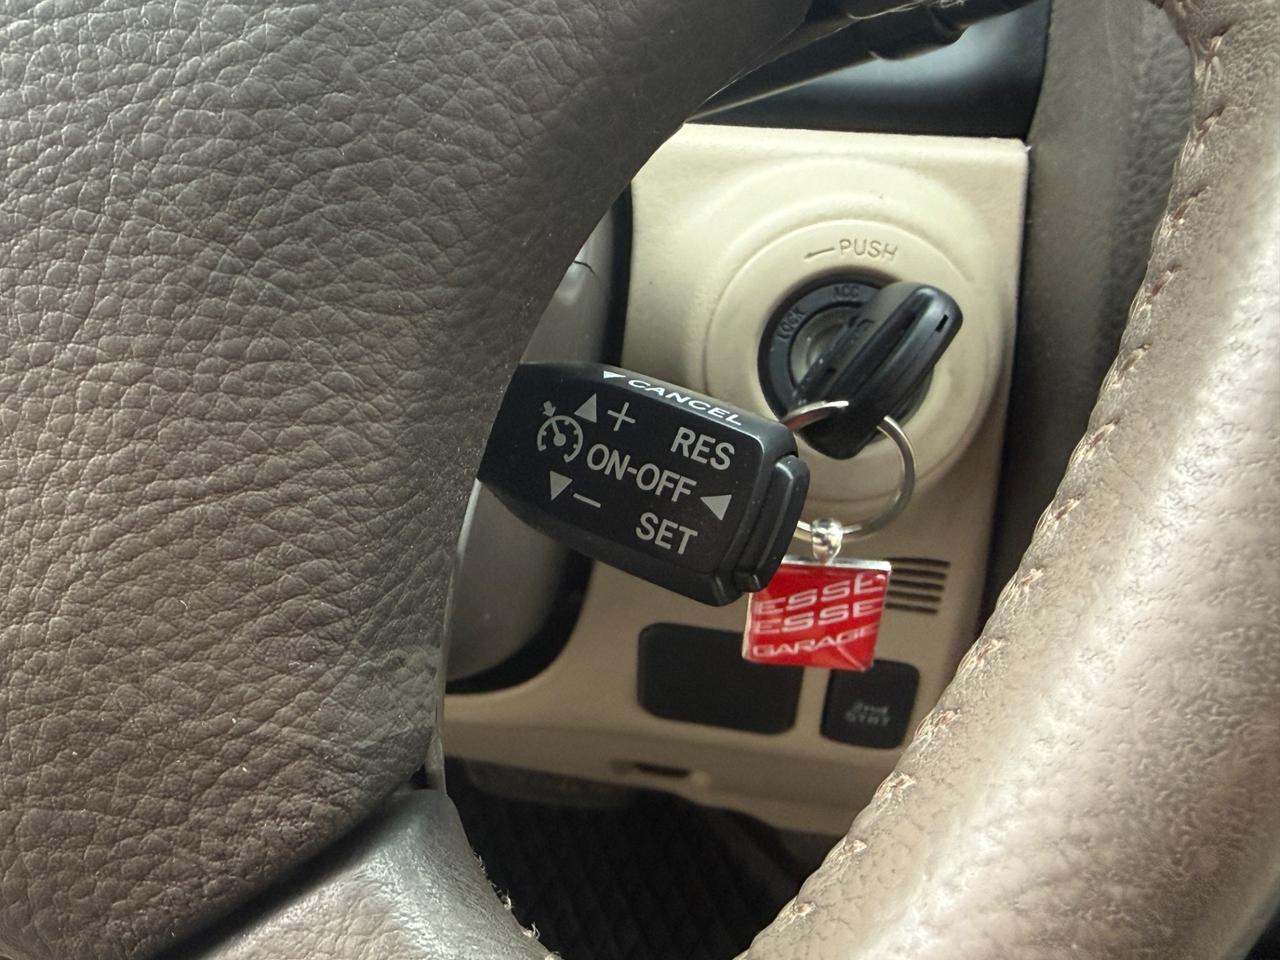 PUSH
ACC
LOCK
CANCEL
+
RES
ON-OFF
−
SET
ESSE
ESSE
GARAGE
2nd
STRT